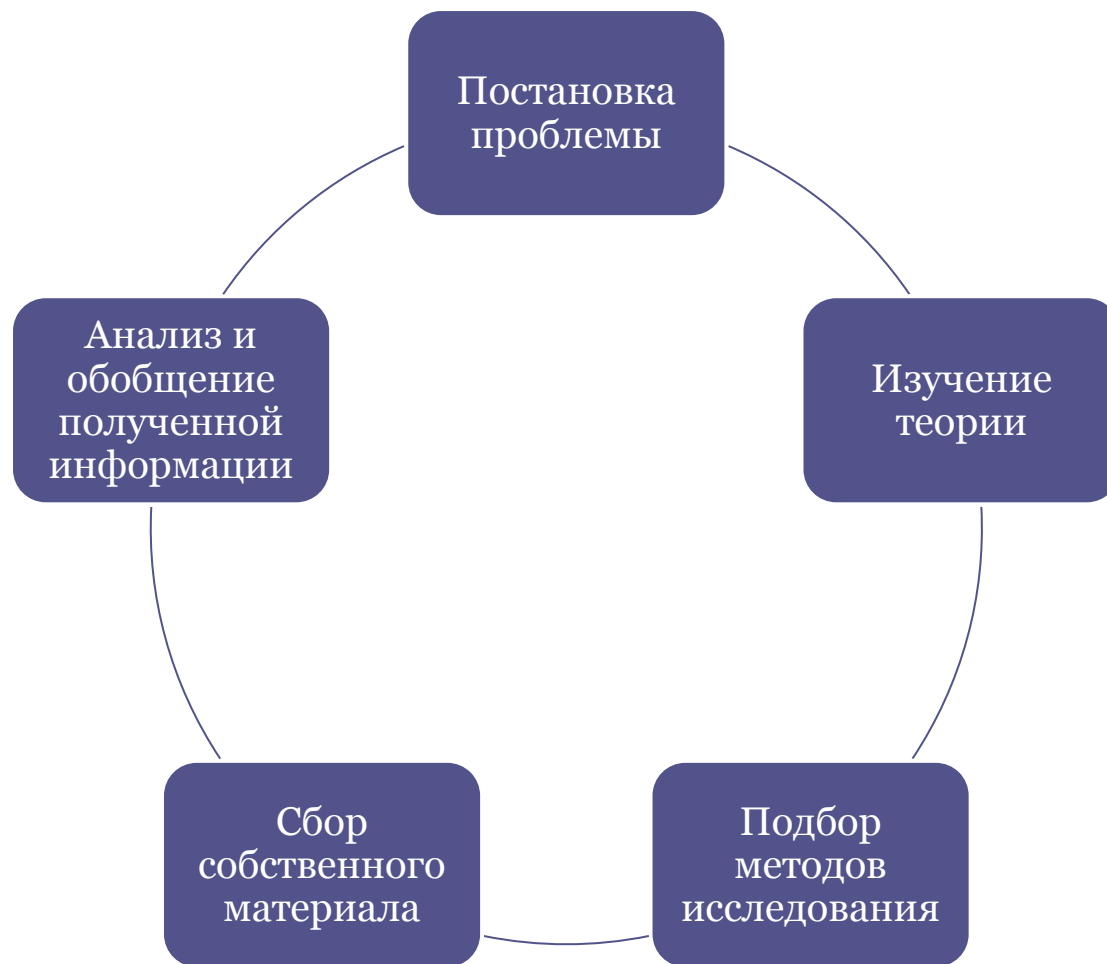 Постановка
проблемы
Изучение
теории
Подбор
методов
исследования
Сбор
собственного
материала
Анализ и
обобщение
полученной
информации